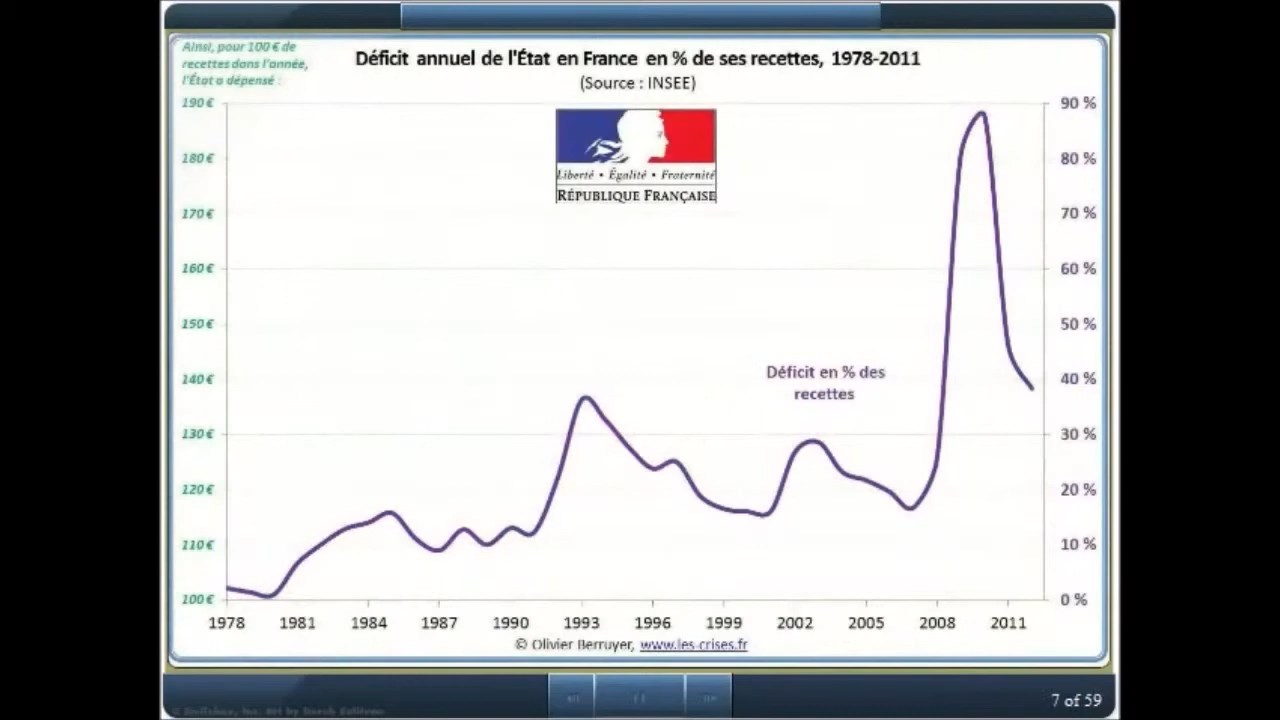 Ainsi, pour 100 € de
recettes dans l'année,
l'État a dépensé :
Déficit annuel de l'État en France en % de ses recettes, 1978-2011
(Source : INSEE)
190 €
180 €
170 €
160 €
150 €
140 €
130 €
120 €
110 €
100 €
Liberté • Égalité • Fraternité
RÉPUBLIQUE FRANÇAISE
Déficit en % des
recettes
90 %
80 %
70 %
60 %
50 %
40 %
30 %
20 %
10 %
0 %
1978 1981 1984 1987 1990 1993 1996 1999 2002 2005 2008 2011
© Olivier Berruyer, www.les-crises.fr
7 of 59